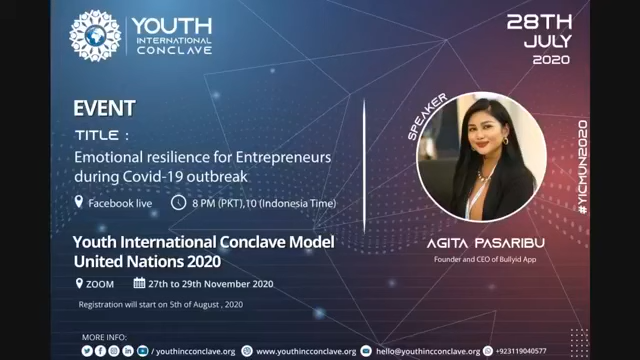 YOUTH
INTERNATIONAL
CONCLAVE
28TH
JULY
2020
EVENT
TITLE :
Emotional resilience for Entrepreneurs
during Covid-19 outbreak
Facebook live
8 PM (PKT),10 (Indonesia Time)
Youth International Conclave Model
United Nations 2020
ZOOM
27th to 29th November 2020
Registration will start on 5th of August , 2020
SPEAKER
#YICMUN2020
AGITA PASARIBU
Founder and CEO of Bullyid App
MORE INFO:
/ youthincconclave.org
www.youthincconclave.org
hello@youthincconclave.org
+923119040577